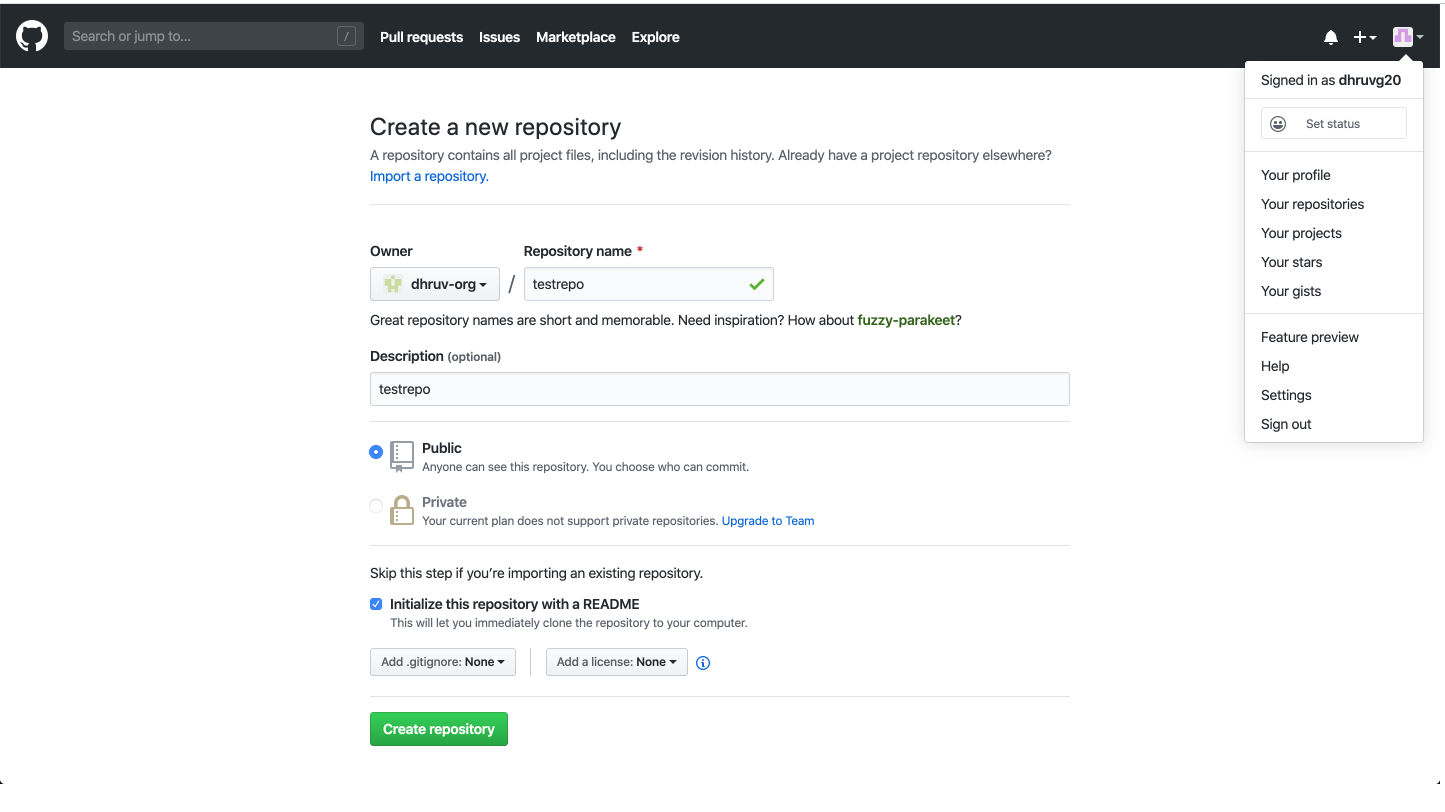 Search or jump to... /
Pull requests Issues Marketplace Explore
Signed in as dhruvg20
Set status
Your profile
Your repositories
Your projects
Your stars
Your gists
Feature preview
Help
Settings
Sign out
Create a new repository
A repository contains all project files, including the revision history. Already have a project repository elsewhere?
Import a repository.
Owner Repository name *
dhruv-org / testrepo
Great repository names are short and memorable. Need inspiration? How about fuzzy-parakeet?
Description (optional)
testrepo
Public
Anyone can see this repository. You choose who can commit.
Private
Your current plan does not support private repositories. Upgrade to Team
Skip this step if you’re importing an existing repository.
Initialize this repository with a README
This will let you immediately clone the repository to your computer.
Add .gitignore: None Add a license: None
Create repository